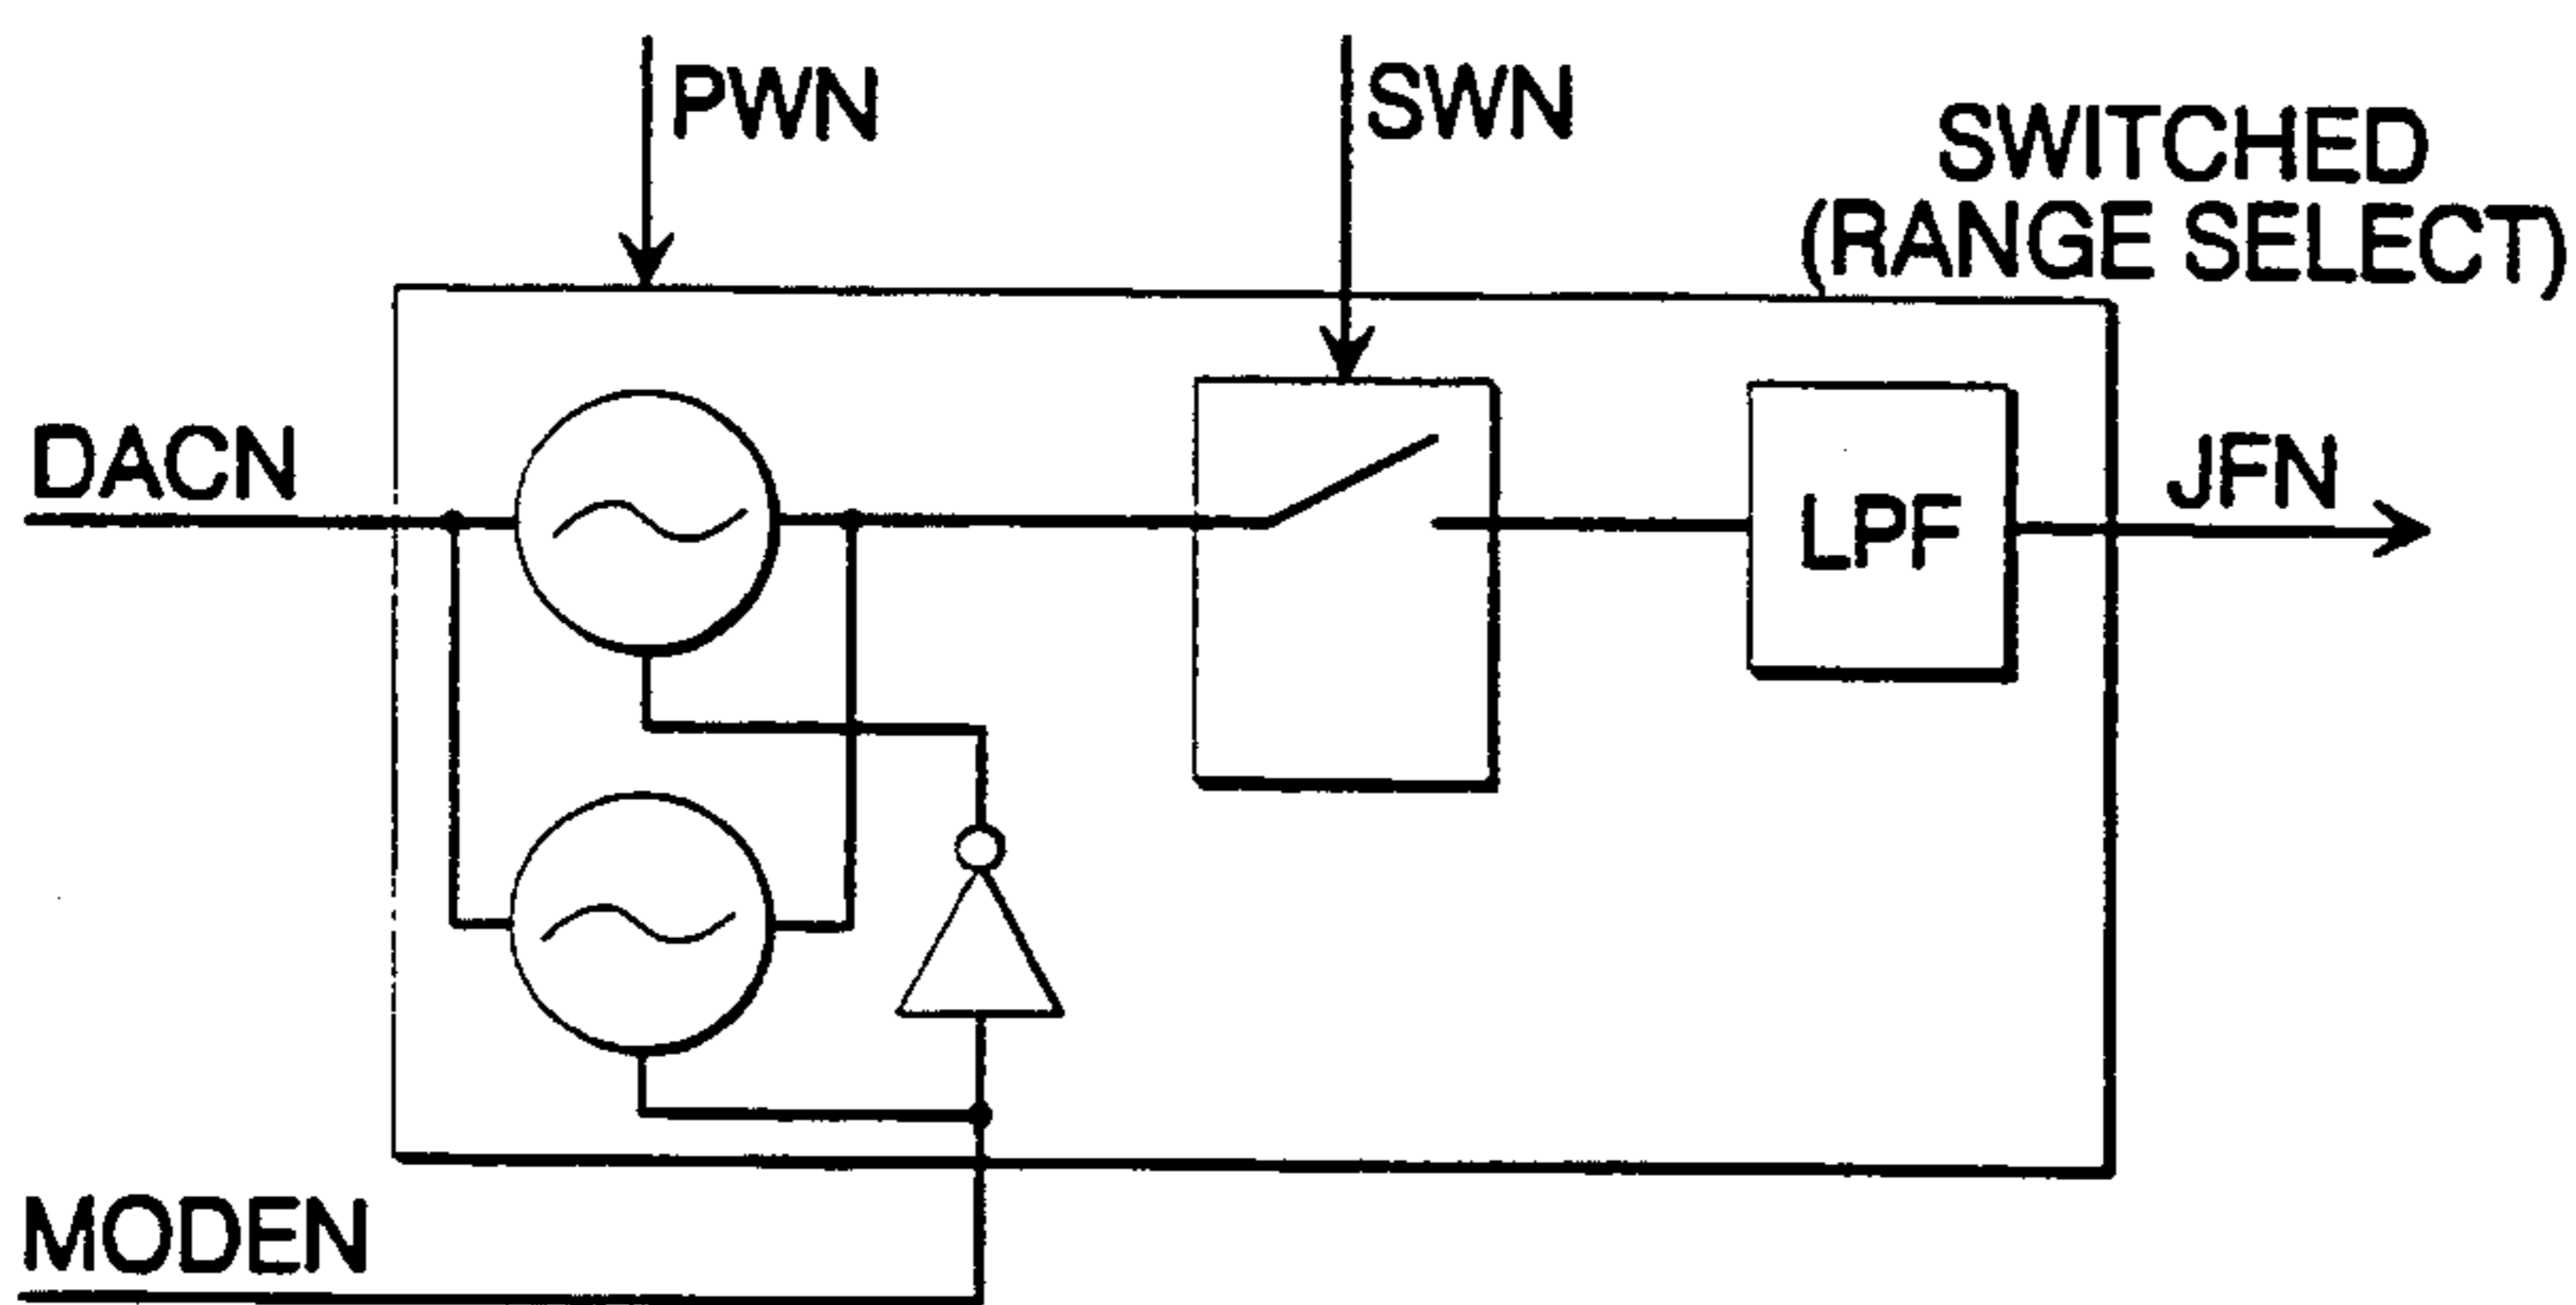 PWN
SWN
SWITCHED
(RANGE SELECT)
DACN
LPF
JFN
MODEN